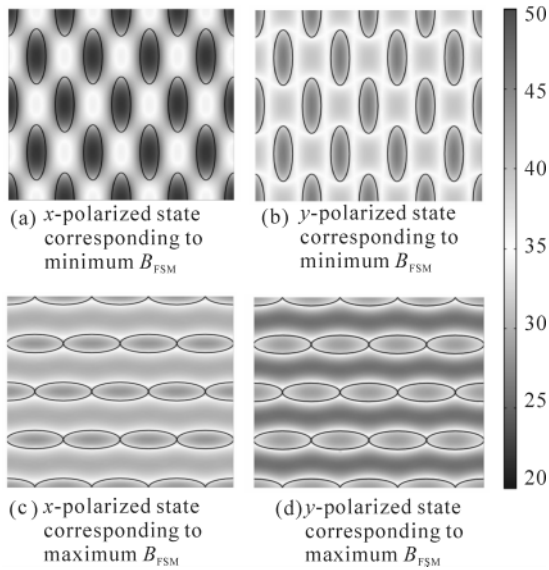 (a) x-polarized state
corresponding to
minimum B_FSM
(b) y-polarized state
corresponding to
minimum B_FSM
(c) x-polarized state
corresponding to
maximum B_FSM
(d) y-polarized state
corresponding to
maximum B_FSM
50
45
40
35
30
25
20